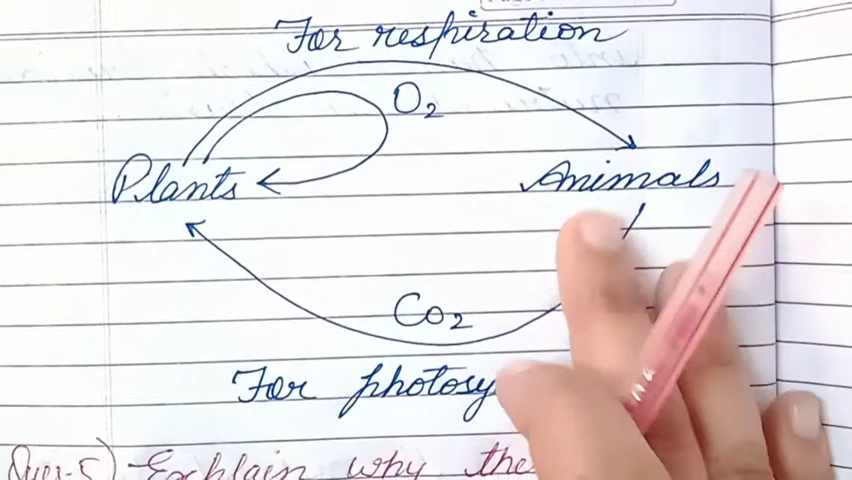 For respiration
O2
Plants
Animals
Co2
For photosy
Ques-5) Explain why the